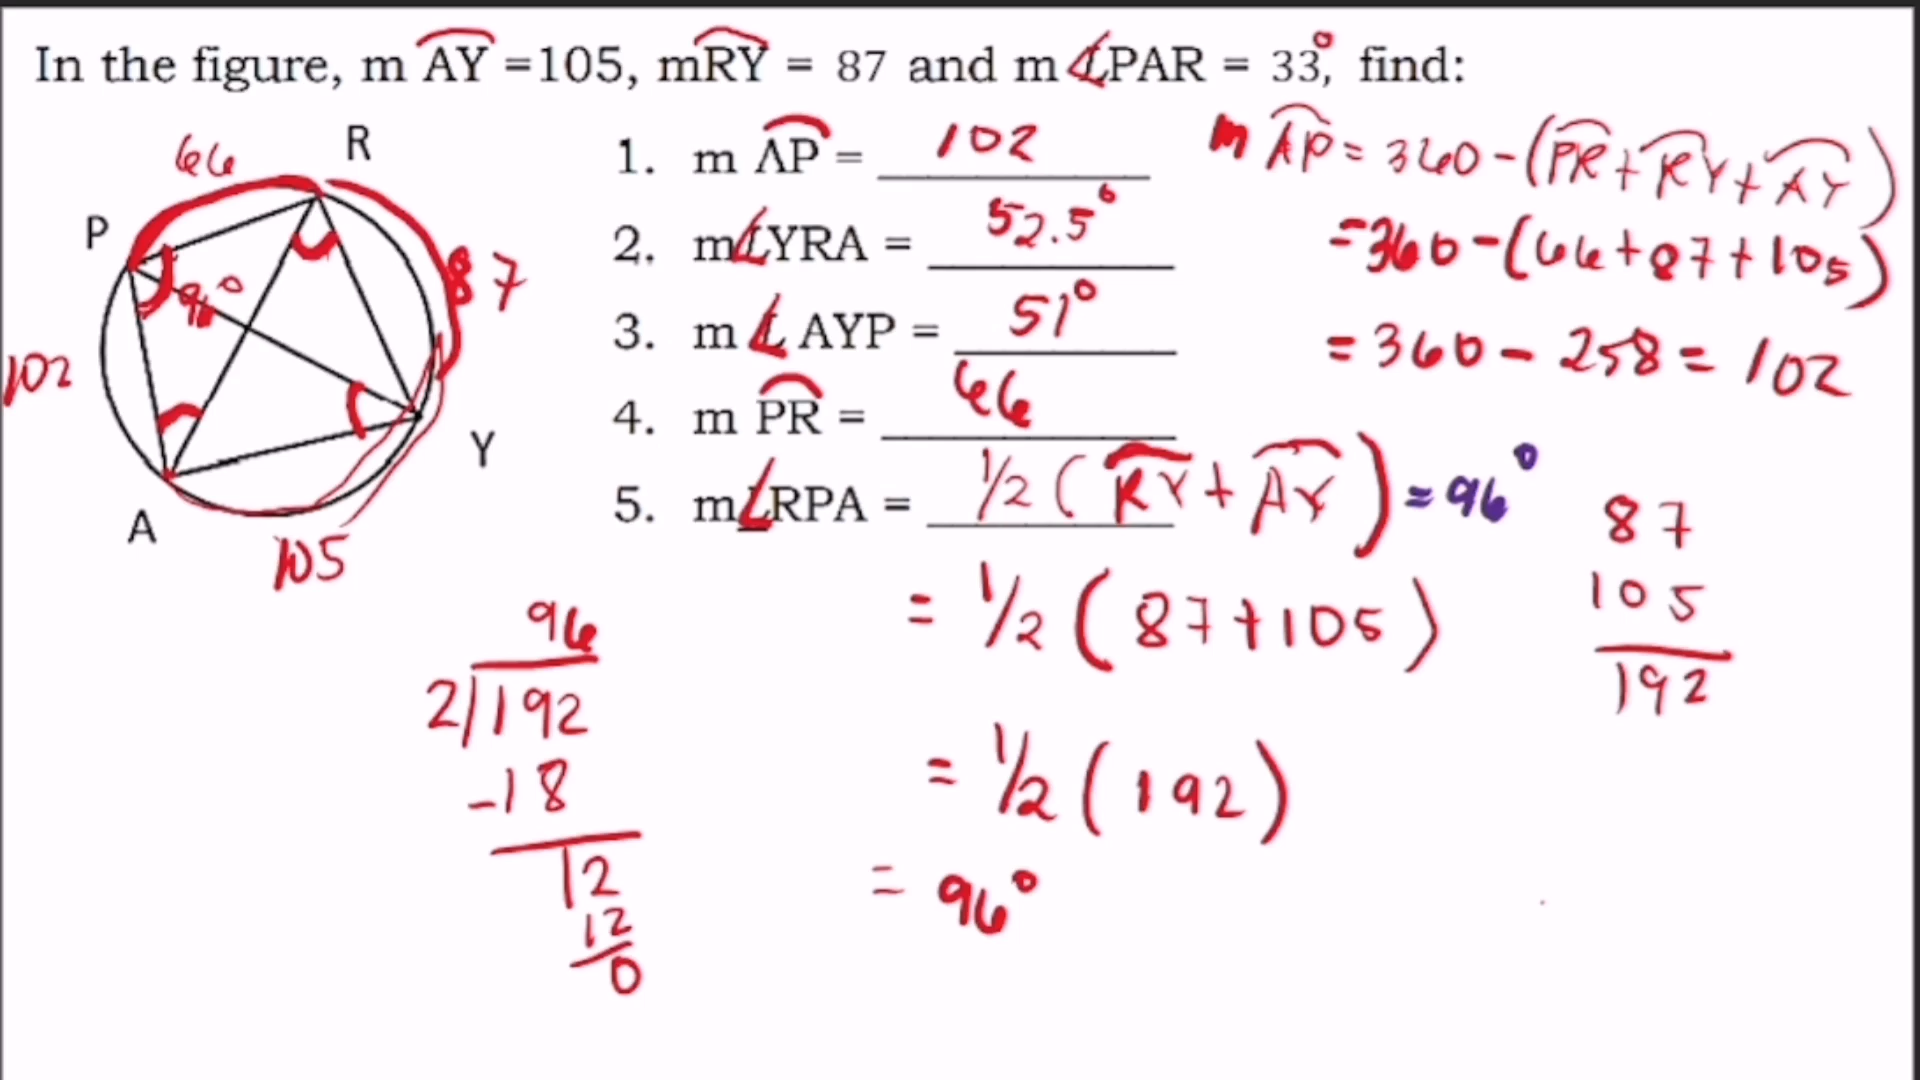 In the figure, m AY =105, mRY = 87 and m∠PAR = 33°, find:
66
R
P
96°
87
102
Y
A
105
1. m AP = 102
2. m∠YRA = 52.5°
3. m∠ AYP = 51°
4. m PR = 66
5. m∠RPA = 1/2 ( RY + AY ) = 96°
= 1/2 ( 87+105 )
= 1/2 ( 192 )
= 96°
m AP = 360 - (PR + RY + AY)
= 360 - (66+87+105)
= 360 - 258 = 102
87
105
192
96
2)192
-18
12
12
0